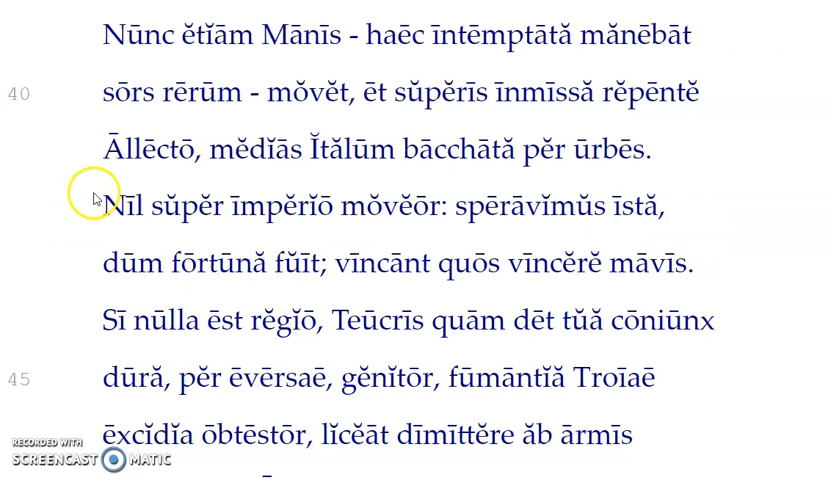 Nūnc ĕtĭām Mānīs - haēc īntēmptātă mănēbāt
40 sōrs rērūm - mŏvĕt, ēt sŭpĕrīs īnmīssă rĕpēntĕ
Āllēctō, mĕdĭās Ĭtălūm bācchātă pĕr ūrbēs.
Nīl sŭpĕr īmpĕrĭō mŏvĕōr: spērāvĭmŭs īstă,
dūm fōrtūnă fŭīt; vīncānt quōs vīncĕrĕ māvīs.
Sī nūlla ēst rĕgĭō, Teūcrīs quām dēt tŭă cōniūnx
45 dūră, pĕr ēvērsaē, gĕnĭtōr, fūmāntĭă Troīaē
ēxcĭdĭa ōbtēstōr, lĭcĕāt dīmīttĕre ăb ārmīs
RECORDED WITH
SCREENCAST MATIC